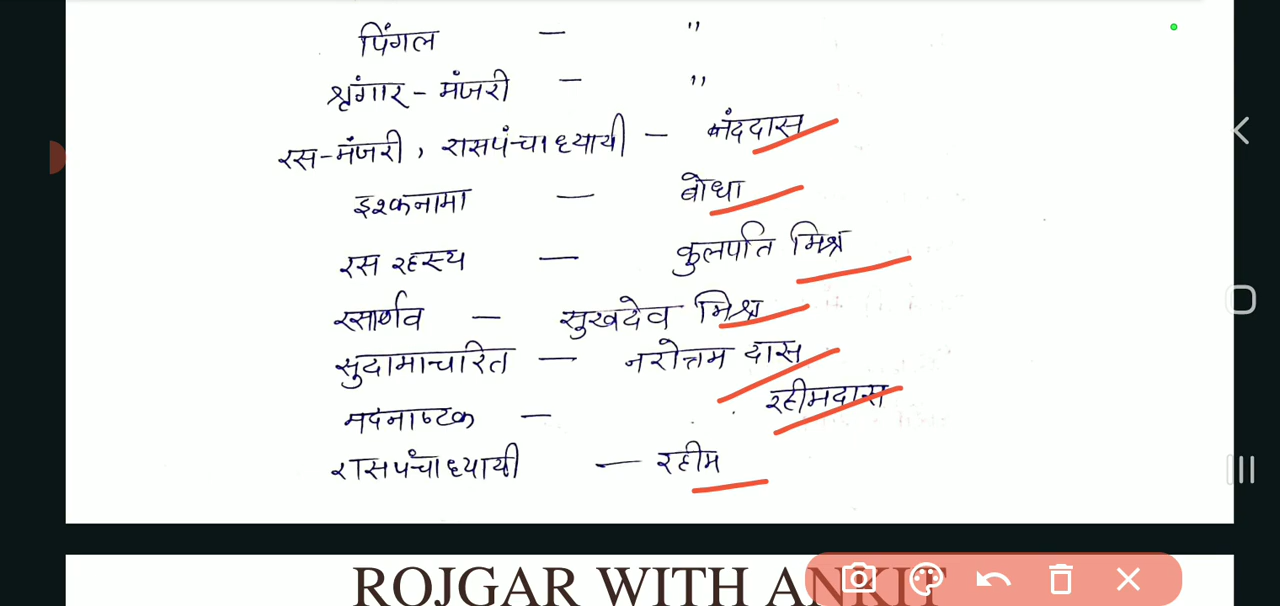 पिंगल — "
श्रृंगार - मंजरी — "
रस-मंजरी, रासपंचाध्यायी — नंददास
इश्कनामा — बोधा
रस रहस्य — कुलपति मिश्र
रसार्णव — सुखदेव मिश्र
सुदामाचरित — नरोत्तम दास
मदनाष्टक — रहीमदास
रासपंचाध्यायी — रहीम
ROJGAR WITH ANKIT